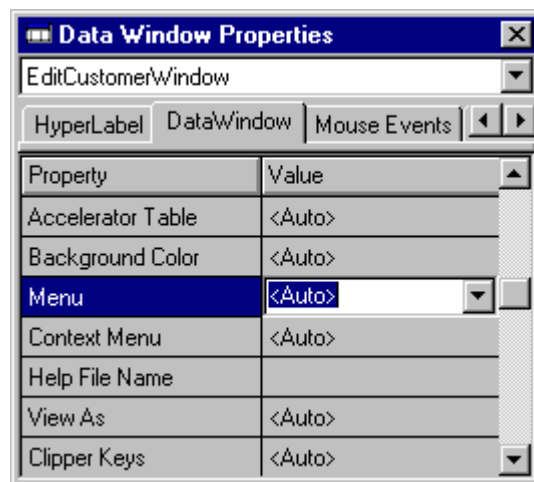 Data Window Properties
EditCustomerWindow
HyperLabel DataWindow Mouse Events
Property Value
Accelerator Table <Auto>
Background Color <Auto>
Menu <Auto>
Context Menu <Auto>
Help File Name
View As <Auto>
Clipper Keys <Auto>